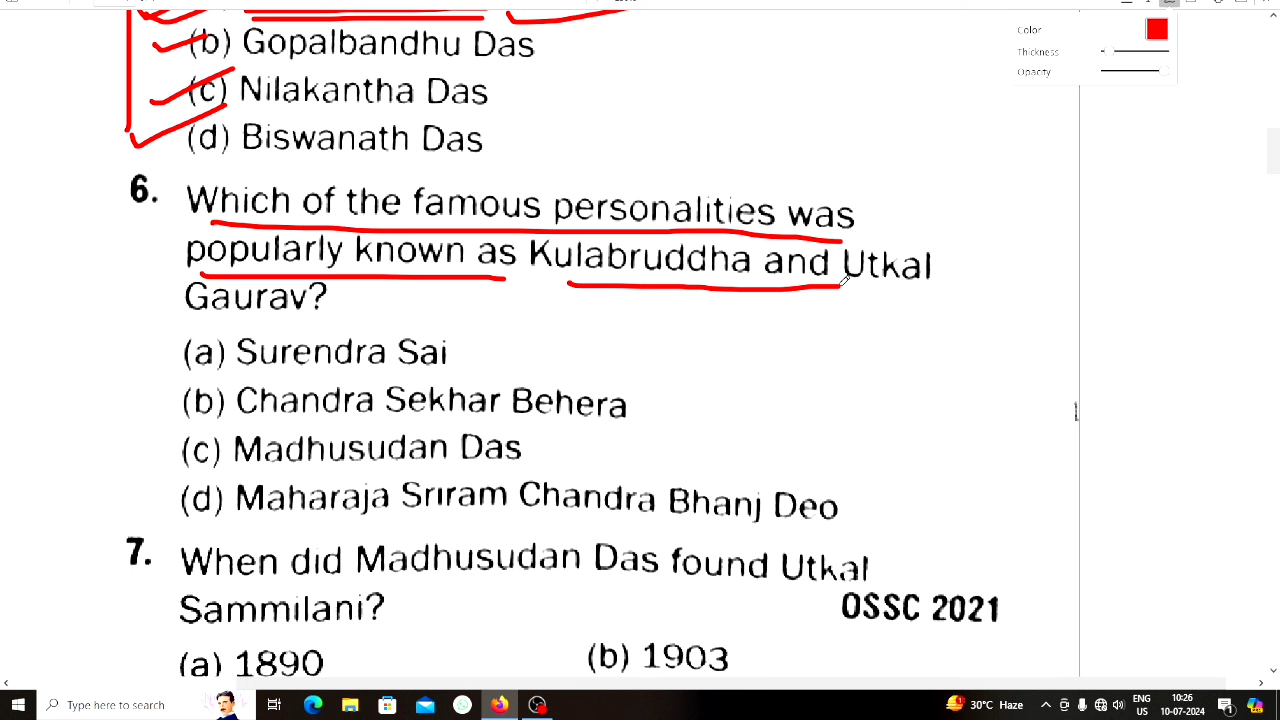 Color
Thickness
Opacity
(b) Gopalbandhu Das
(c) Nilakantha Das
(d) Biswanath Das
6. Which of the famous personalities was
popularly known as Kulabruddha and Utkal
Gaurav?
(a) Surendra Sai
(b) Chandra Sekhar Behera
(c) Madhusudan Das
(d) Maharaja Sriram Chandra Bhanj Deo
7. When did Madhusudan Das found Utkal
Sammilani?
OSSC 2021
(a) 1890 (b) 1903
Type here to search
30°C Haze
ENG
US
10:26
10-07-2024